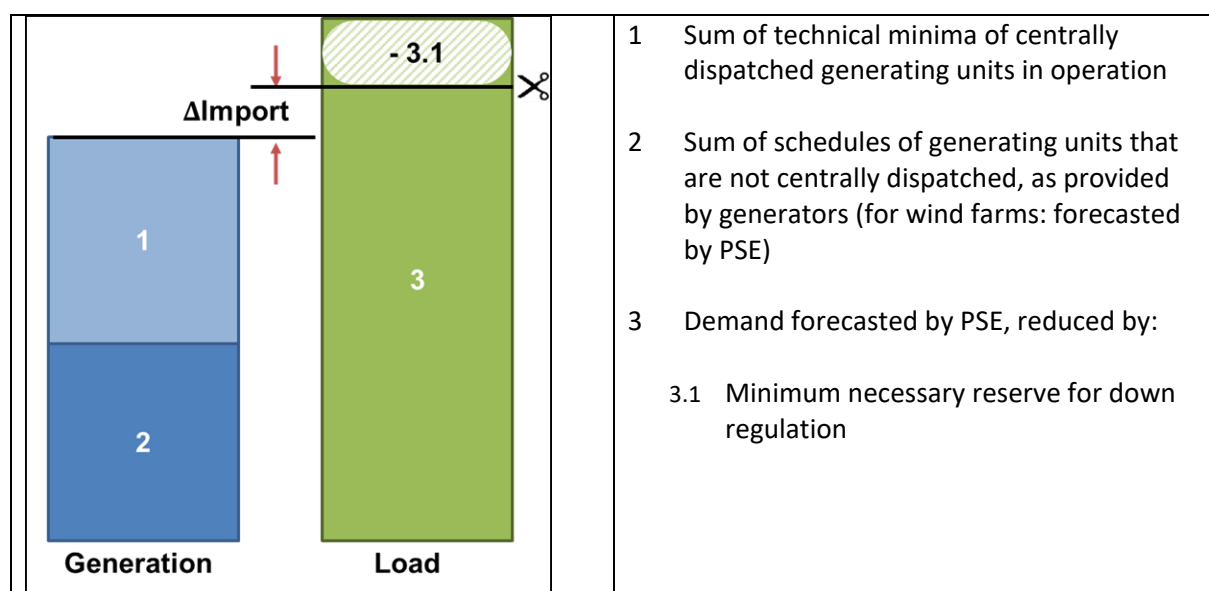 - 3.1
ΔImport
1
3
2
Generation
Load
1 Sum of technical minima of centrally
dispatched generating units in operation
2 Sum of schedules of generating units that
are not centrally dispatched, as provided
by generators (for wind farms: forecasted
by PSE)
3 Demand forecasted by PSE, reduced by:
3.1 Minimum necessary reserve for down
regulation